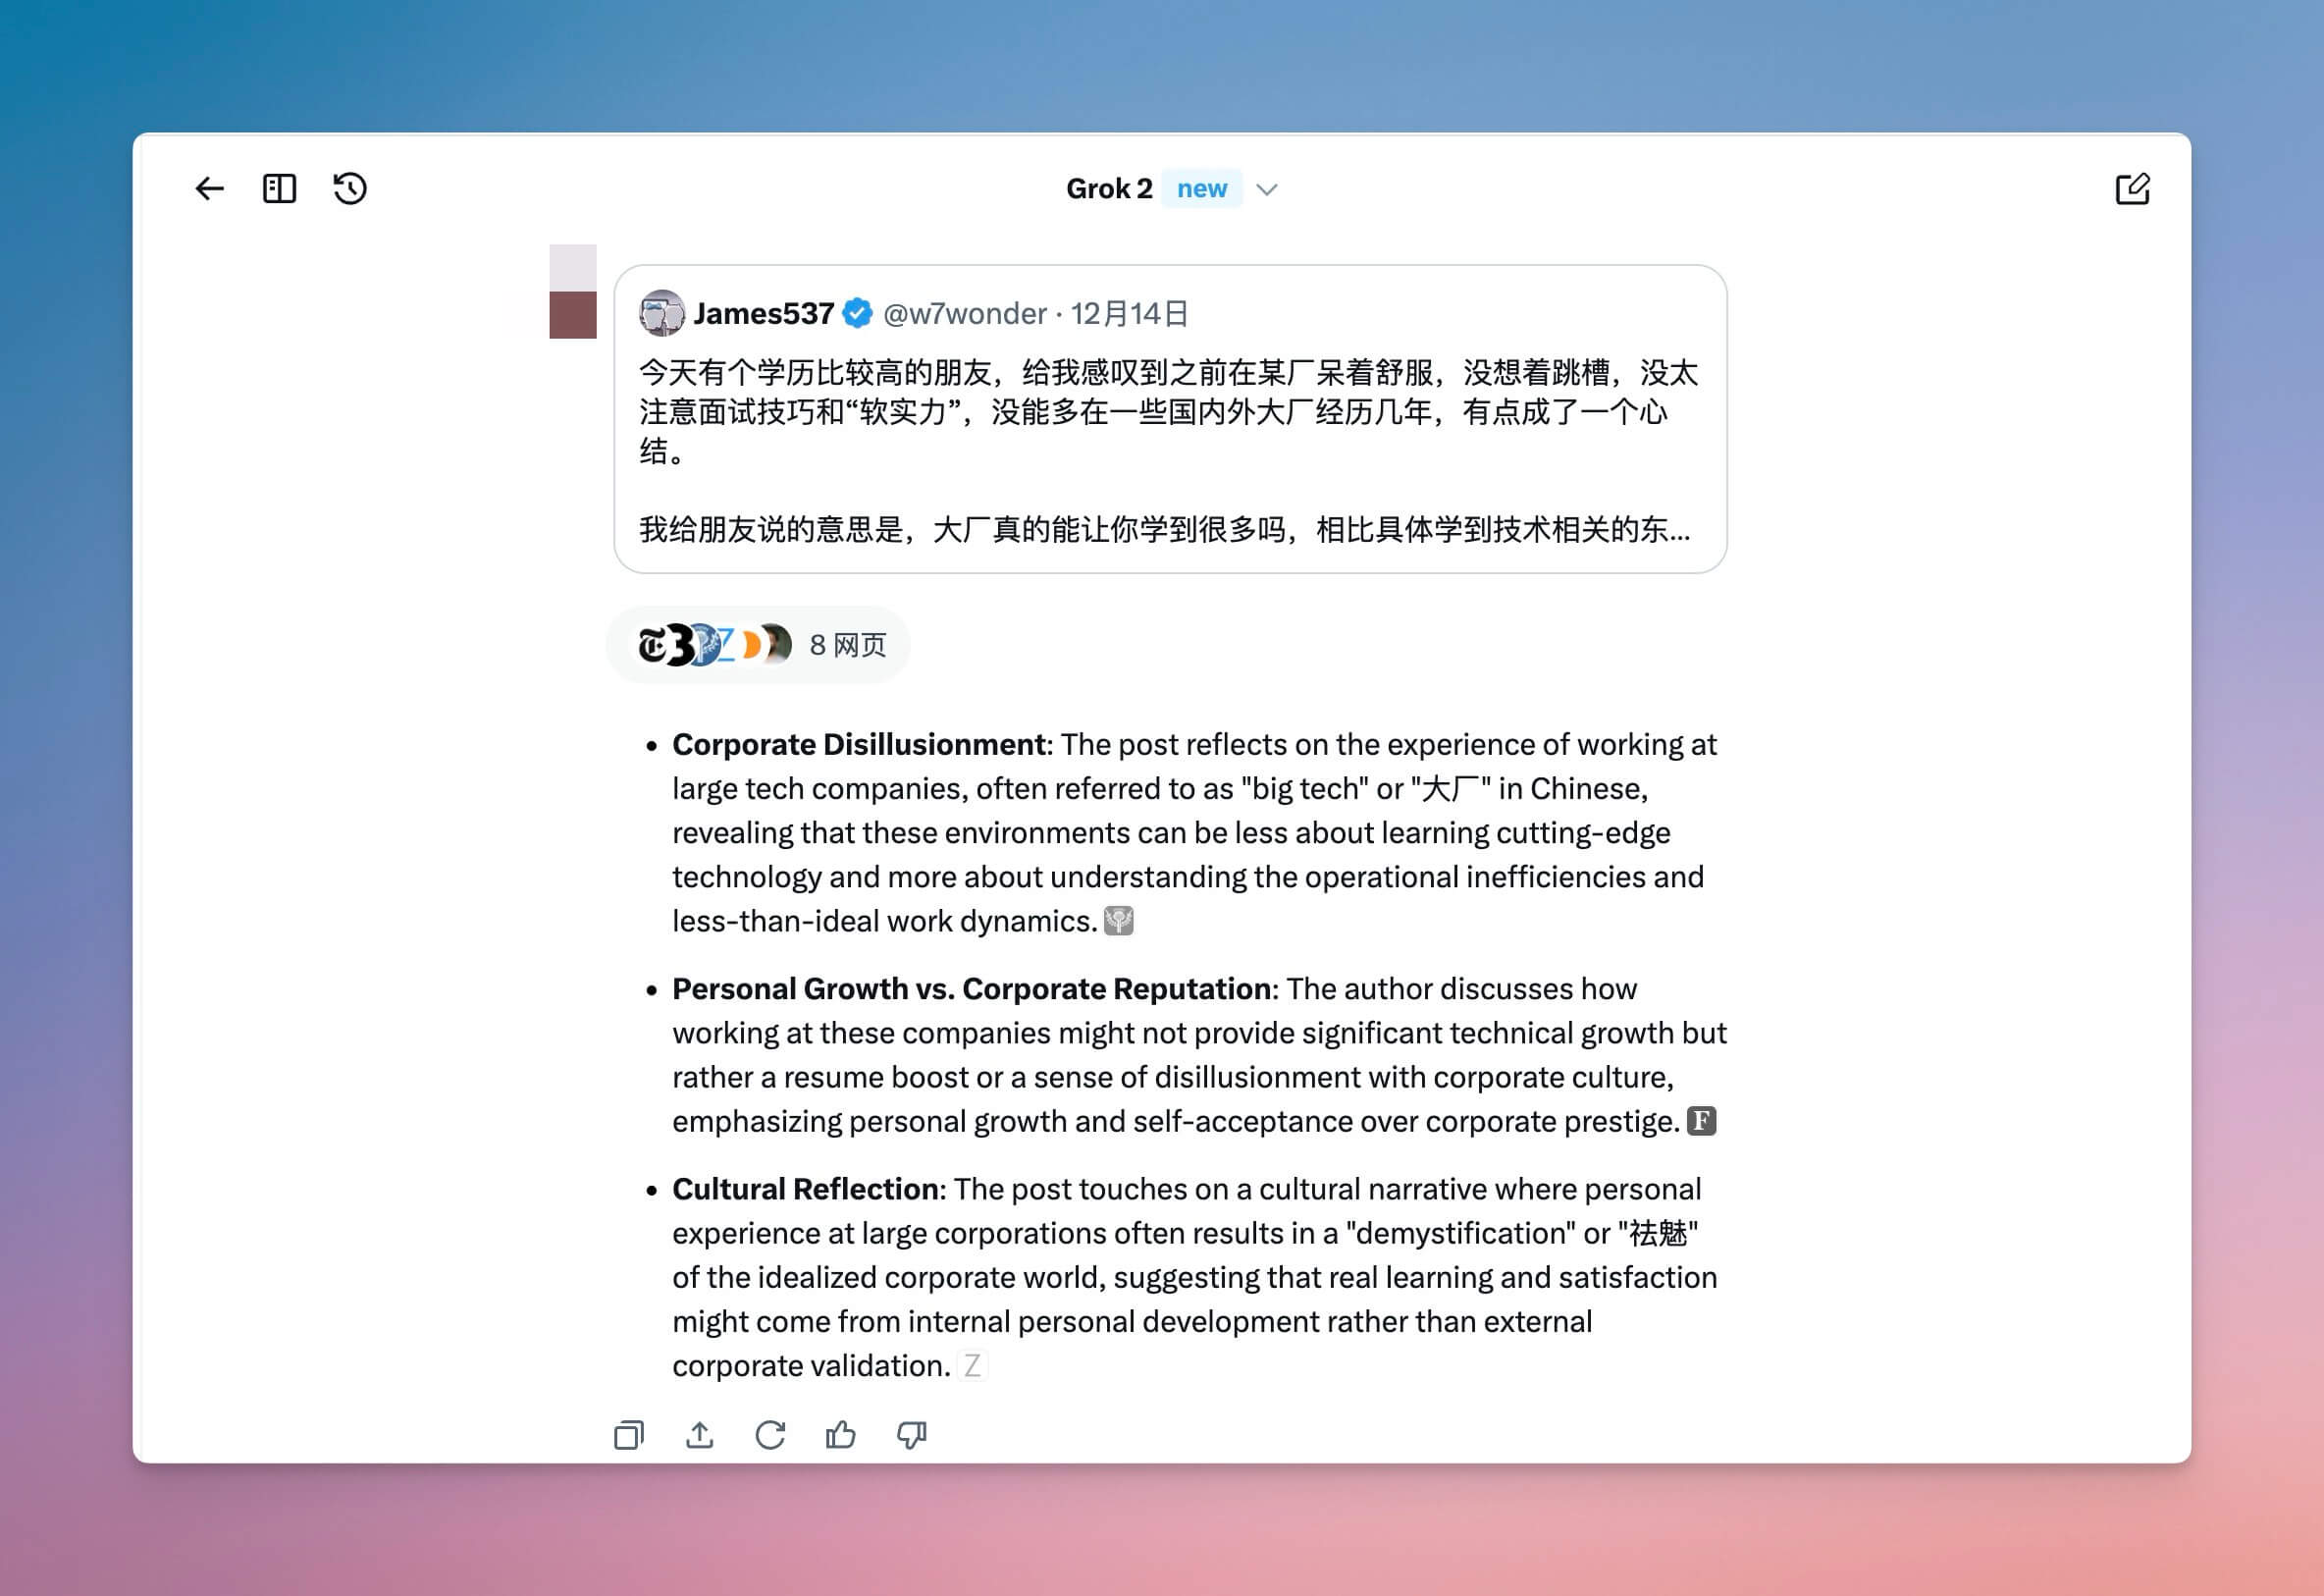 Grok 2 new
James537 @w7wonder · 12月14日
今天有个学历比较高的朋友，给我感叹到之前在某厂呆着舒服，没想着跳槽，没太
注意面试技巧和“软实力”，没能多在一些国内外大厂经历几年，有点成了一个心
结。
我给朋友说的意思是，大厂真的能让你学到很多吗，相比具体学到技术相关的东...
8 网页
• Corporate Disillusionment: The post reflects on the experience of working at
large tech companies, often referred to as "big tech" or "大厂" in Chinese,
revealing that these environments can be less about learning cutting-edge
technology and more about understanding the operational inefficiencies and
less-than-ideal work dynamics.
• Personal Growth vs. Corporate Reputation: The author discusses how
working at these companies might not provide significant technical growth but
rather a resume boost or a sense of disillusionment with corporate culture,
emphasizing personal growth and self-acceptance over corporate prestige. F
• Cultural Reflection: The post touches on a cultural narrative where personal
experience at large corporations often results in a "demystification" or "祛魅"
of the idealized corporate world, suggesting that real learning and satisfaction
might come from internal personal development rather than external
corporate validation. Z